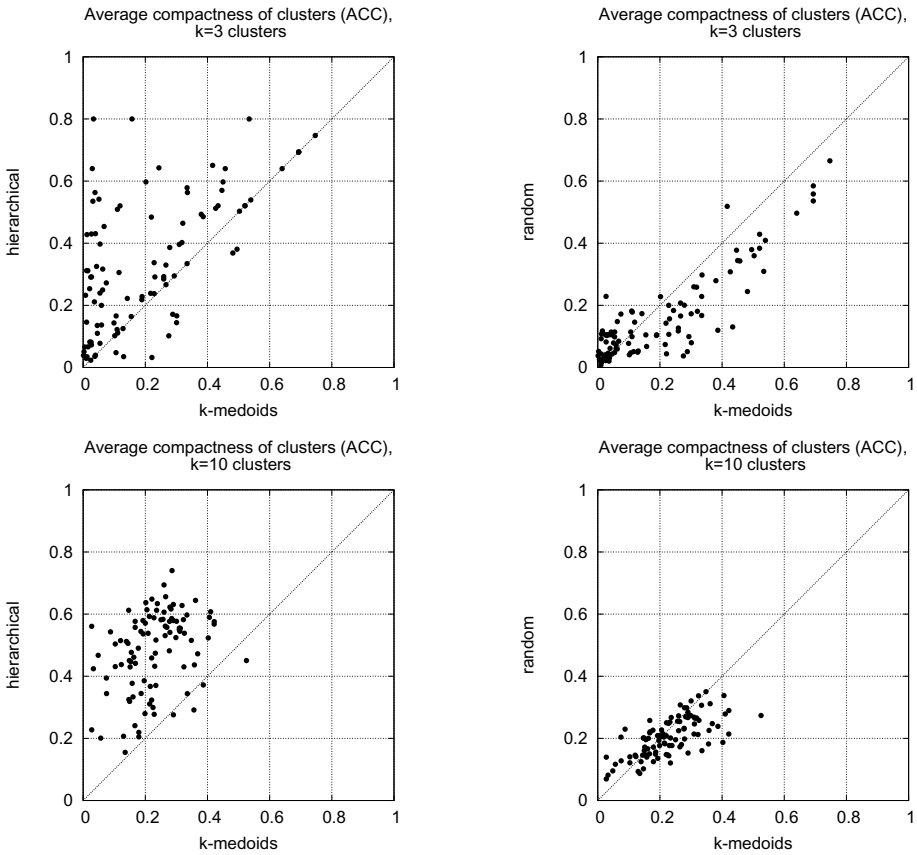 Average compactness of clusters (ACC),
k=3 clusters
1
0.8
0.6
0.4
0.2
0
0 0.2 0.4 0.6 0.8 1
hierarchical
k-medoids
Average compactness of clusters (ACC),
k=3 clusters
1
0.8
0.6
0.4
0.2
0
0 0.2 0.4 0.6 0.8 1
random
k-medoids
Average compactness of clusters (ACC),
k=10 clusters
1
0.8
0.6
0.4
0.2
0
0 0.2 0.4 0.6 0.8 1
hierarchical
k-medoids
Average compactness of clusters (ACC),
k=10 clusters
1
0.8
0.6
0.4
0.2
0
0 0.2 0.4 0.6 0.8 1
random
k-medoids